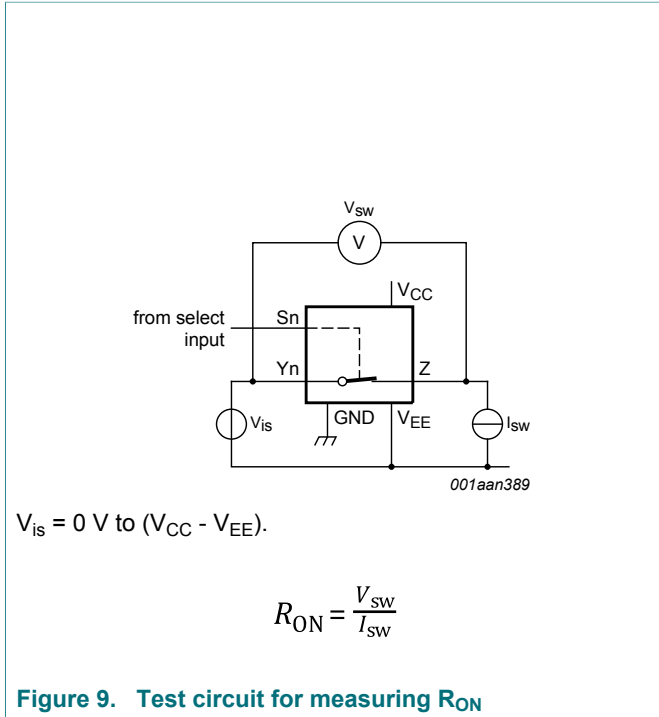 Vsw
V
VCC
from select
input
Sn
Yn
Z
Vis
GND
VEE
Isw
001aan389
Vis = 0 V to (VCC - VEE).
RON = Vsw / Isw
Figure 9. Test circuit for measuring RON